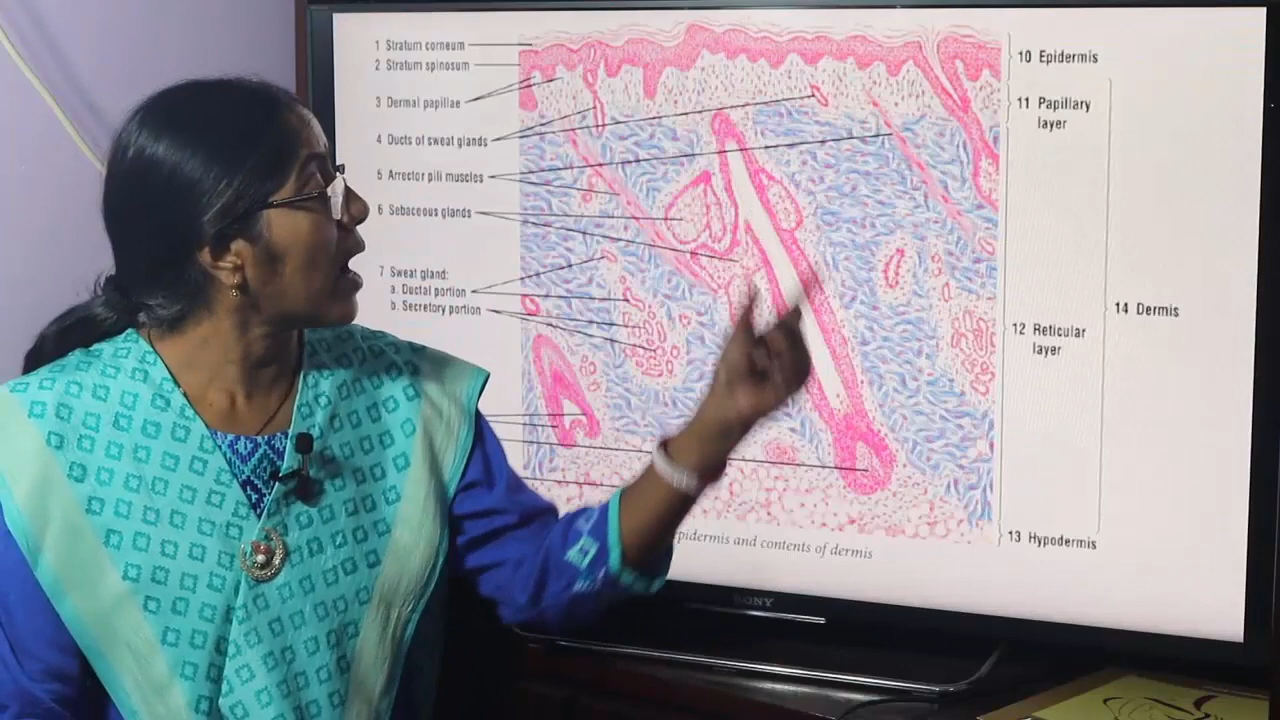 1 Stratum corneum
2 Stratum spinosum
3 Dermal papillae
4 Ducts of sweat glands
5 Arrector pili muscles
6 Sebaceous glands
7 Sweat gland:
a. Ductal portion
b. Secretory portion
10 Epidermis
11 Papillary
layer
12 Reticular
layer
14 Dermis
13 Hypodermis
epidermis and contents of dermis
SONY